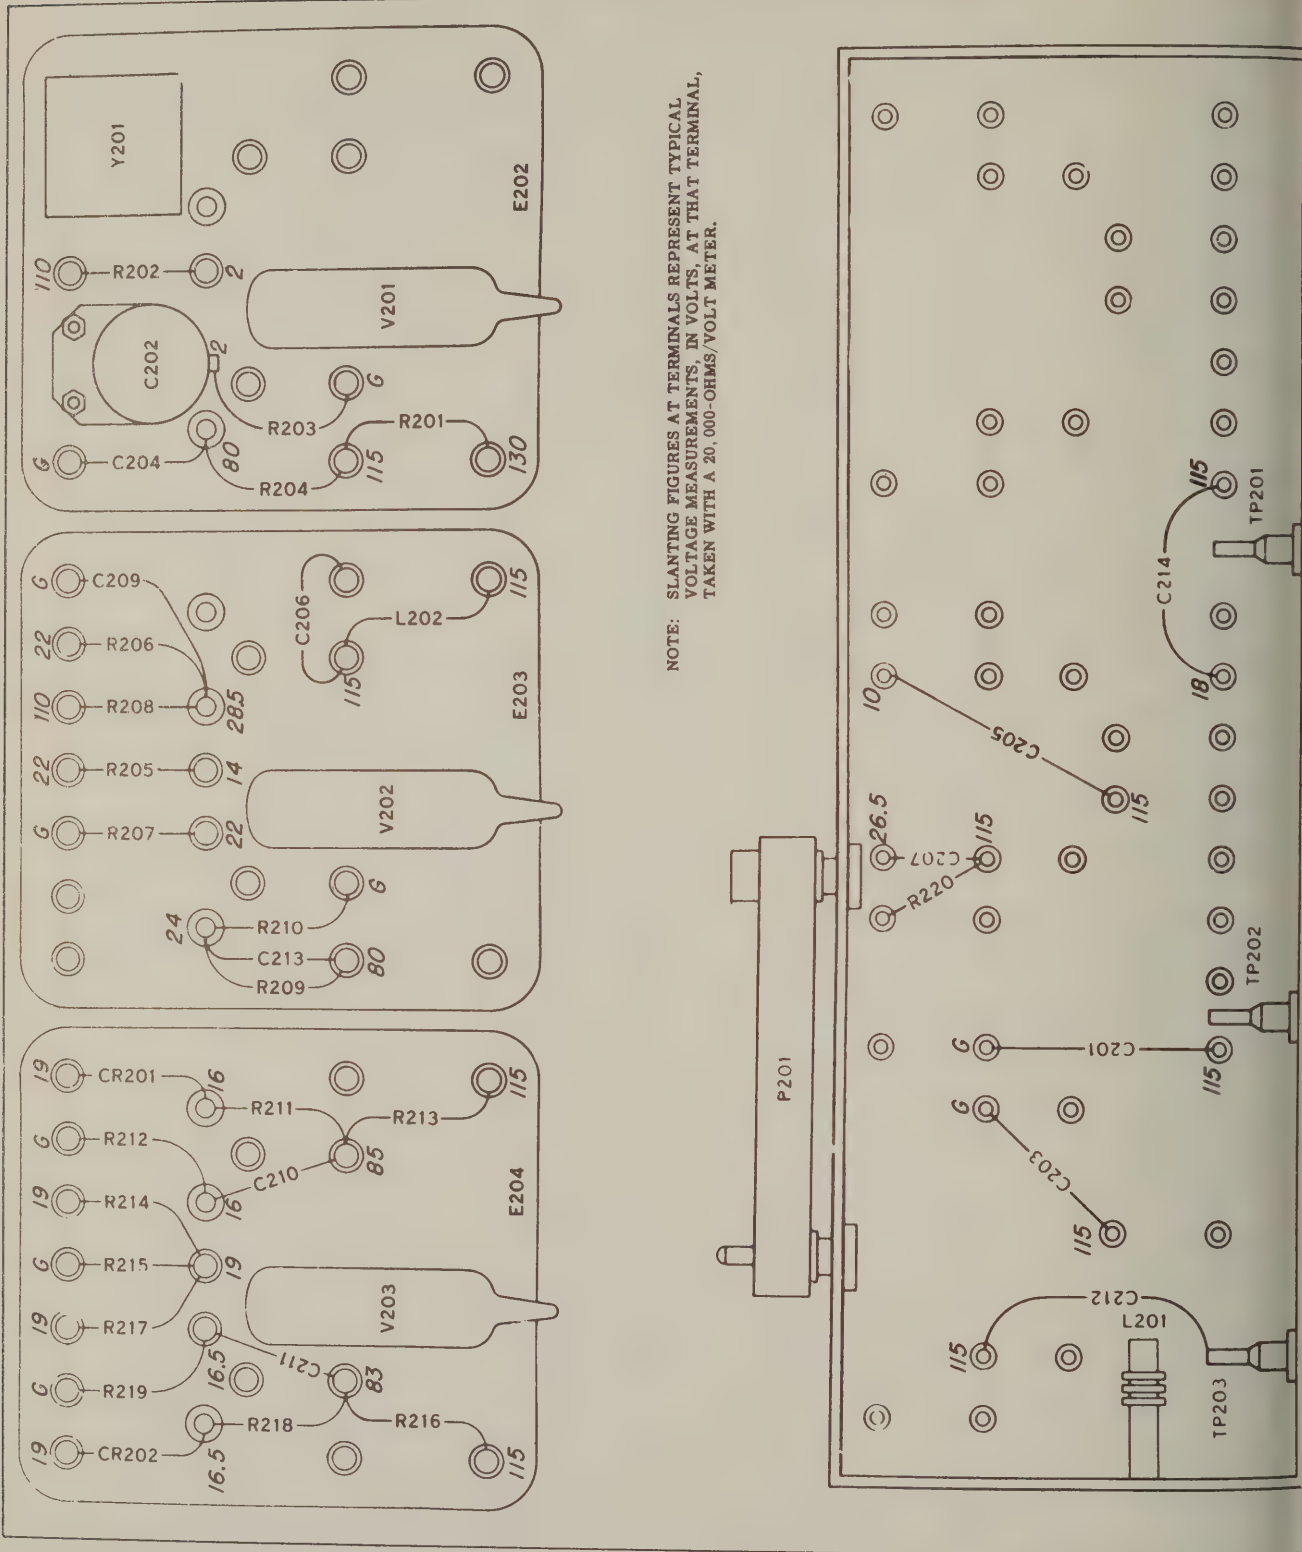 Y201
E202
110
R202
2
V201
C202
2
G
R203
R201
G
C204
80
R204
115
130
G
C209
C206
22
R206
L202
115
110
R208
28.5
115
E203
22
R205
14
V202
G
R207
22
24
R210
G
C213
80
R209
19
CR201
16
R211
R213
115
G
R212
C210
85
19
R214
16
E204
G
R215
19
19
R217
V203
16.5
C211
G
R219
83
R218
R216
19
CR202
16.5
115
NOTE: SLANTING FIGURES AT TERMINALS REPRESENT TYPICAL
VOLTAGE MEASUREMENTS, IN VOLTS, AT THAT TERMINAL,
TAKEN WITH A 20,000-OHMS/VOLT METER.
115
TP201
C214
10
18
C205
115
26.5
C207
115
R220
TP202
P201
G
C201
115
G
C203
115
C212
L201
115
TP203